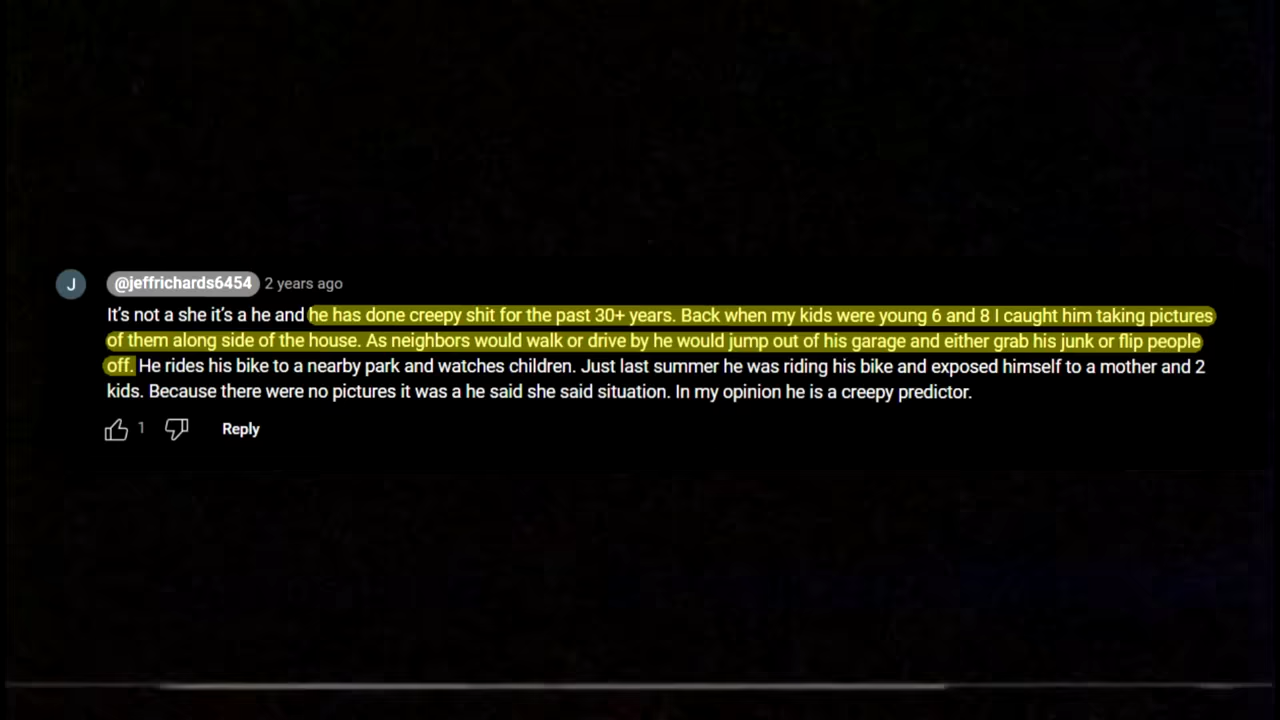 J
@jeffrichards6454 2 years ago
It's not a she it's a he and he has done creepy shit for the past 30+ years. Back when my kids were young 6 and 8 I caught him taking pictures
of them along side of the house. As neighbors would walk or drive by he would jump out of his garage and either grab his junk or flip people
off. He rides his bike to a nearby park and watches children. Just last summer he was riding his bike and exposed himself to a mother and 2
kids. Because there were no pictures it was a he said she said situation. In my opinion he is a creepy predictor.
1 Reply